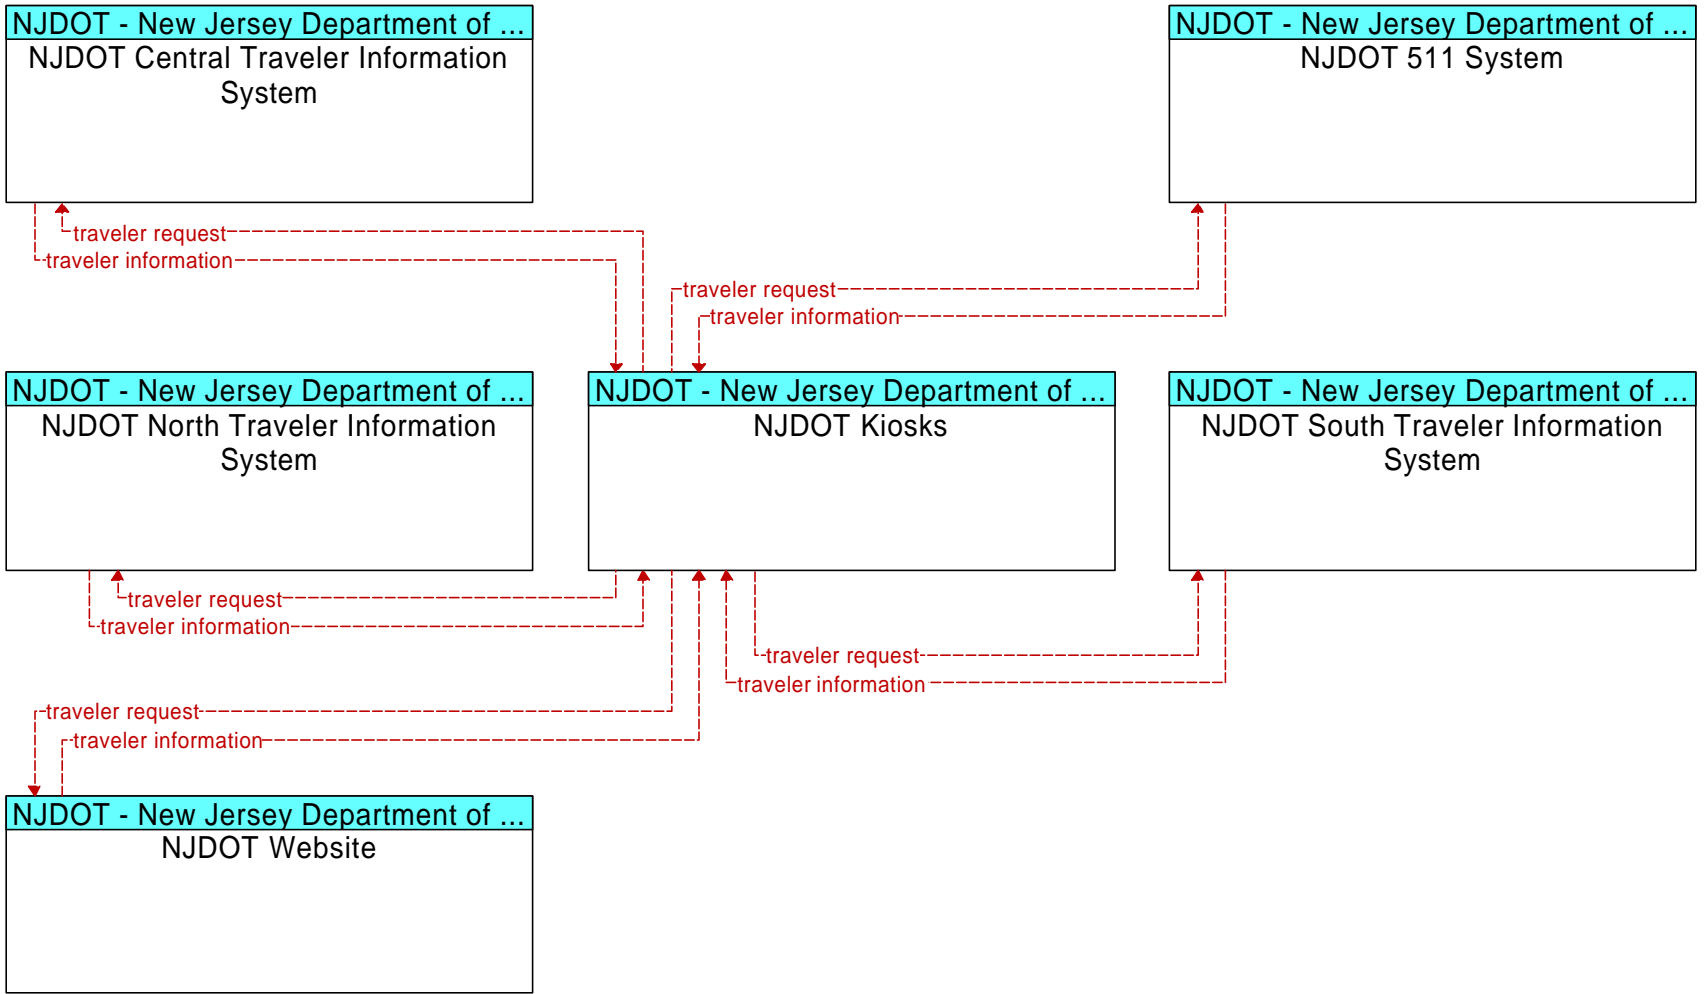 NJDOT - New Jersey Department of ...
NJDOT Central Traveler Information
System
NJDOT - New Jersey Department of ...
NJDOT 511 System
traveler request
traveler information
traveler request
traveler information
NJDOT - New Jersey Department of ...
NJDOT North Traveler Information
System
NJDOT - New Jersey Department of ...
NJDOT Kiosks
NJDOT - New Jersey Department of ...
NJDOT South Traveler Information
System
traveler request
traveler information
traveler request
traveler information
traveler request
traveler information
NJDOT - New Jersey Department of ...
NJDOT Website